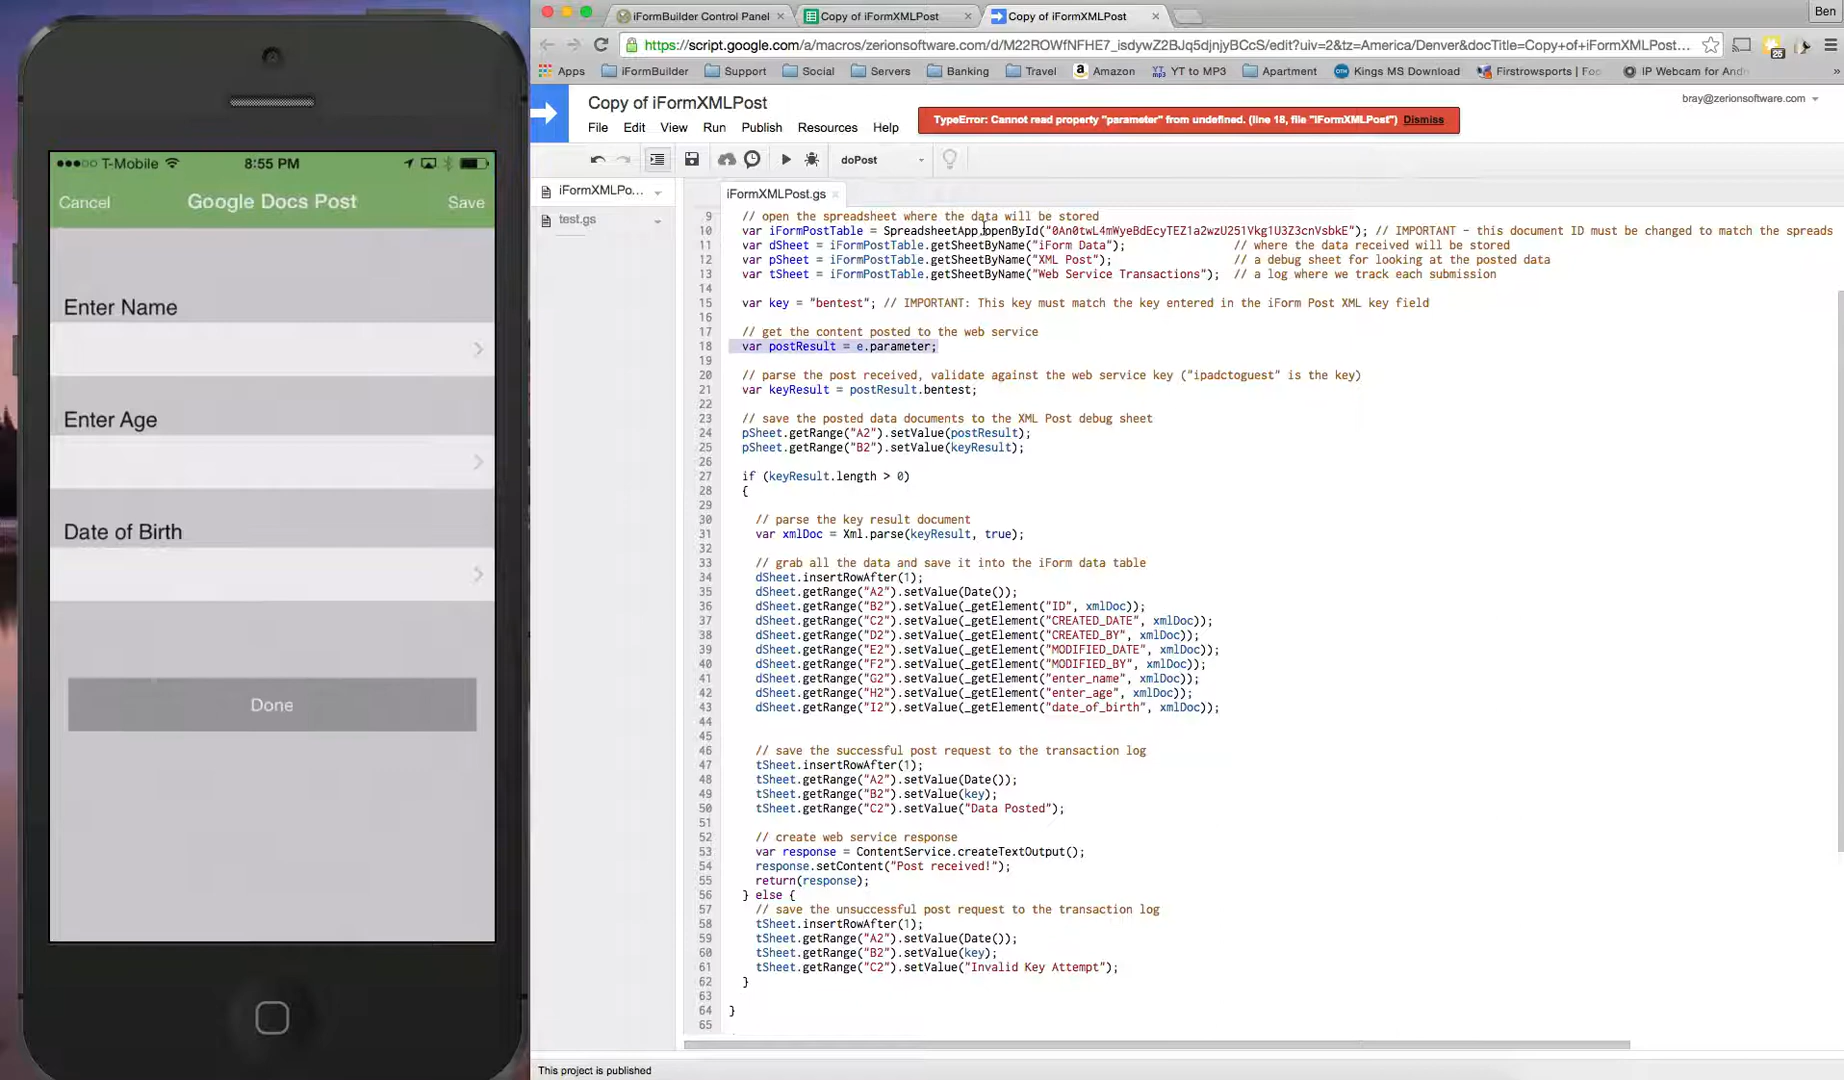 T-Mobile
8:55 PM
Cancel
Google Docs Post
Save
Enter Name
Enter Age
Date of Birth
Done
iFormBuilder Control Panel
Copy of iFormXMLPost
Copy of iFormXMLPost
Ben
https://script.google.com/a/macros/zerionsoftware.com/d/M22ROWfNFHE7_isdywZ2BJq5djnjyBCcS/edit?uiv=2&tz=America/Denver&docTitle=Copy+of+iFormXMLPost...
25
Apps
iFormBuilder
Support
Social
Servers
Banking
Travel
Amazon
YT to MP3
Apartment
Kings MS Download
Firstrowsports | Foo
IP Webcam for Andr
Copy of iFormXMLPost
File Edit View Run Publish Resources Help
TypeError: Cannot read property "parameter" from undefined. (line 18, file "iFormXMLPost") Dismiss
bray@zerionsoftware.com
doPost
iFormXMLPo...
test.gs
iFormXMLPost.gs
9 // open the spreadsheet where the data will be stored
10 var iFormPostTable = SpreadsheetApp.openById("0An0twL4mWyeBdEcyTEZ1a2wzU251Vkg1U3Z3cnVsbkE"); // IMPORTANT - this document ID must be changed to match the spreads
11 var dSheet = iFormPostTable.getSheetByName("iForm Data"); // where the data received will be stored
12 var pSheet = iFormPostTable.getSheetByName("XML Post"); // a debug sheet for looking at the posted data
13 var tSheet = iFormPostTable.getSheetByName("Web Service Transactions"); // a log where we track each submission
14
15 var key = "bentest"; // IMPORTANT: This key must match the key entered in the iForm Post XML key field
16
17 // get the content posted to the web service
18 var postResult = e.parameter;
19
20 // parse the post received, validate against the web service key ("ipadctoguest" is the key)
21 var keyResult = postResult.bentest;
22
23 // save the posted data documents to the XML Post debug sheet
24 pSheet.getRange("A2").setValue(postResult);
25 pSheet.getRange("B2").setValue(keyResult);
26
27 if (keyResult.length > 0)
28 {
29
30 // parse the key result document
31 var xmlDoc = Xml.parse(keyResult, true);
32
33 // grab all the data and save it into the iForm data table
34 dSheet.insertRowAfter(1);
35 dSheet.getRange("A2").setValue(Date());
36 dSheet.getRange("B2").setValue(_getElement("ID", xmlDoc));
37 dSheet.getRange("C2").setValue(_getElement("CREATED_DATE", xmlDoc));
38 dSheet.getRange("D2").setValue(_getElement("CREATED_BY", xmlDoc));
39 dSheet.getRange("E2").setValue(_getElement("MODIFIED_DATE", xmlDoc));
40 dSheet.getRange("F2").setValue(_getElement("MODIFIED_BY", xmlDoc));
41 dSheet.getRange("G2").setValue(_getElement("enter_name", xmlDoc));
42 dSheet.getRange("H2").setValue(_getElement("enter_age", xmlDoc));
43 dSheet.getRange("I2").setValue(_getElement("date_of_birth", xmlDoc));
44
45
46 // save the successful post request to the transaction log
47 tSheet.insertRowAfter(1);
48 tSheet.getRange("A2").setValue(Date());
49 tSheet.getRange("B2").setValue(key);
50 tSheet.getRange("C2").setValue("Data Posted");
51
52 // create web service response
53 var response = ContentService.createTextOutput();
54 response.setContent("Post received!");
55 return(response);
56 } else {
57 // save the unsuccessful post request to the transaction log
58 tSheet.insertRowAfter(1);
59 tSheet.getRange("A2").setValue(Date());
60 tSheet.getRange("B2").setValue(key);
61 tSheet.getRange("C2").setValue("Invalid Key Attempt");
62 }
63
64 }
65
This project is published